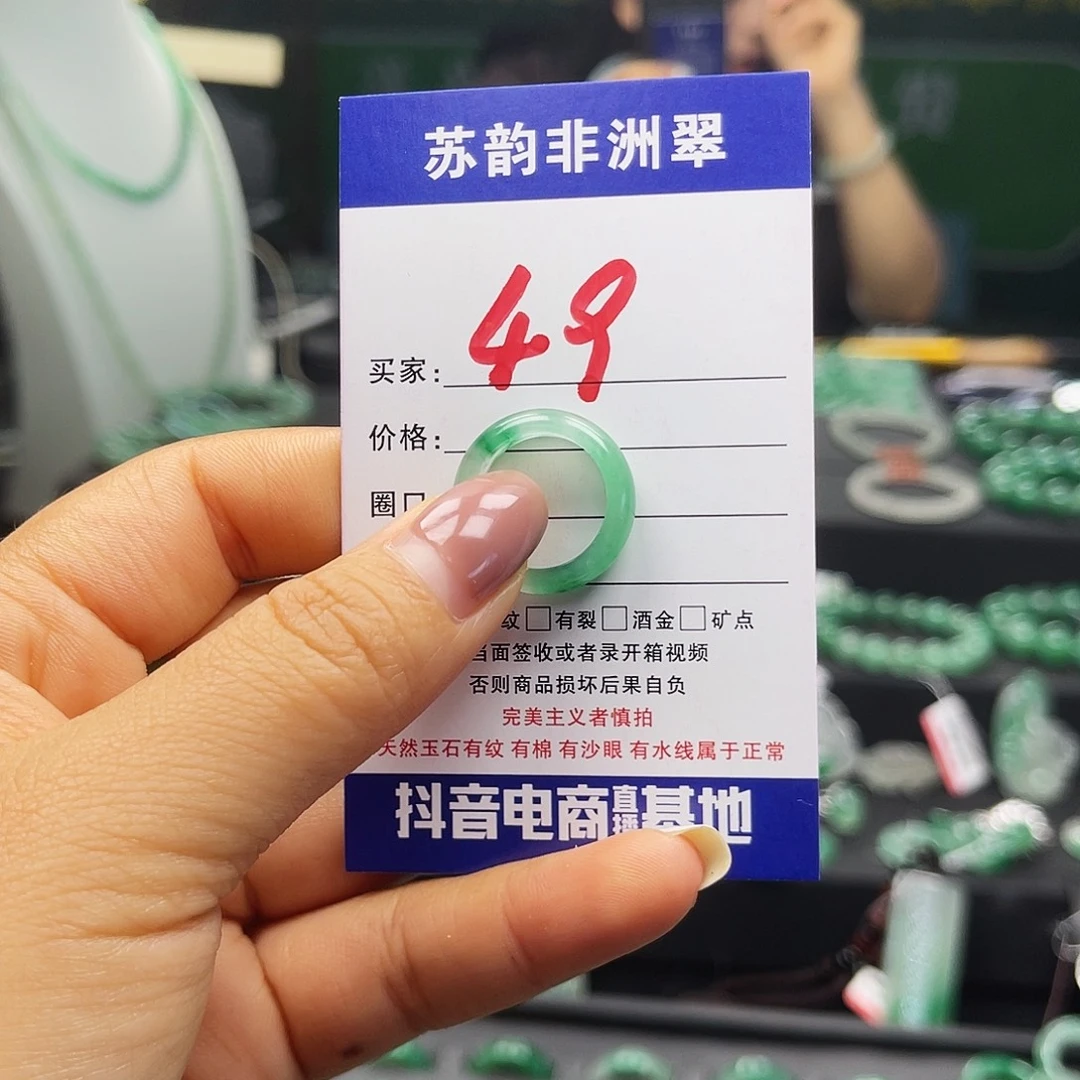 苏韵非洲翠
49
买家:
价格:
圈口
纹□有裂□酒金□矿点
当面签收或者录开箱视频
否则商品损坏后果自负
完美主义者慎拍
天然玉石有纹 有棉 有沙眼 有水线属于正常
抖音电商直播基地